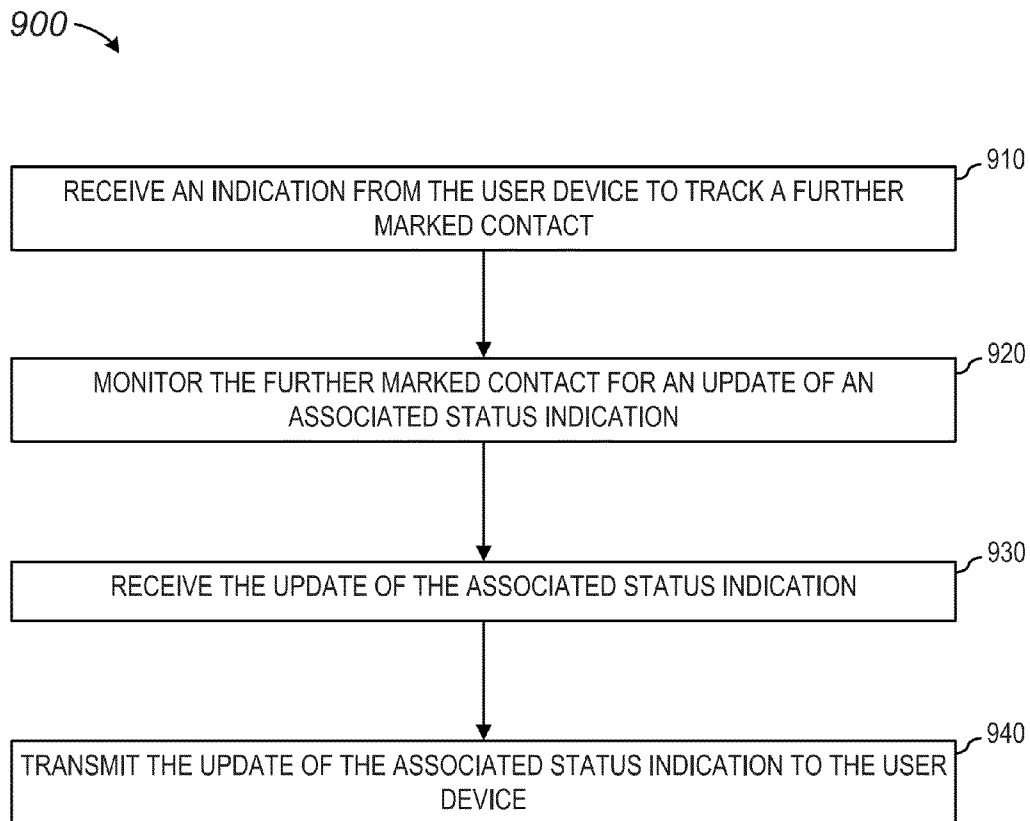 900
910
RECEIVE AN INDICATION FROM THE USER DEVICE TO TRACK A FURTHER
MARKED CONTACT
920
MONITOR THE FURTHER MARKED CONTACT FOR AN UPDATE OF AN
ASSOCIATED STATUS INDICATION
930
RECEIVE THE UPDATE OF THE ASSOCIATED STATUS INDICATION
940
TRANSMIT THE UPDATE OF THE ASSOCIATED STATUS INDICATION TO THE USER
DEVICE